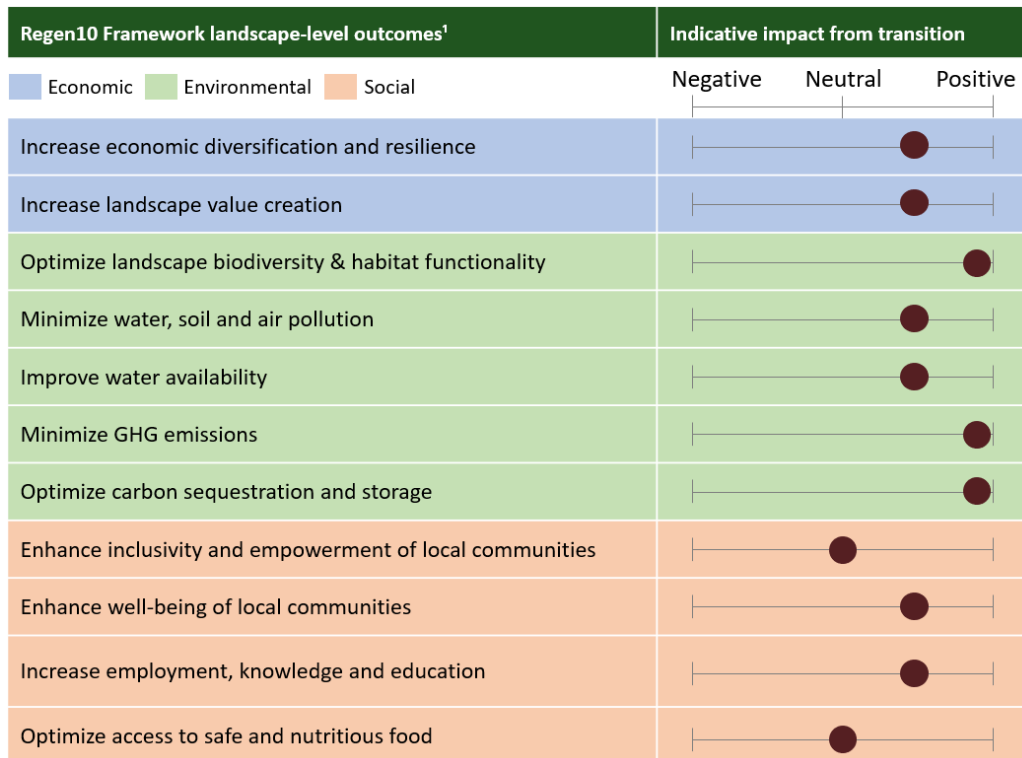 Regen10 Framework landscape-level outcomes¹
Indicative impact from transition
Economic
Environmental
Social
Negative
Neutral
Positive
Increase economic diversification and resilience
Increase landscape value creation
Optimize landscape biodiversity & habitat functionality
Minimize water, soil and air pollution
Improve water availability
Minimize GHG emissions
Optimize carbon sequestration and storage
Enhance inclusivity and empowerment of local communities
Enhance well-being of local communities
Increase employment, knowledge and education
Optimize access to safe and nutritious food